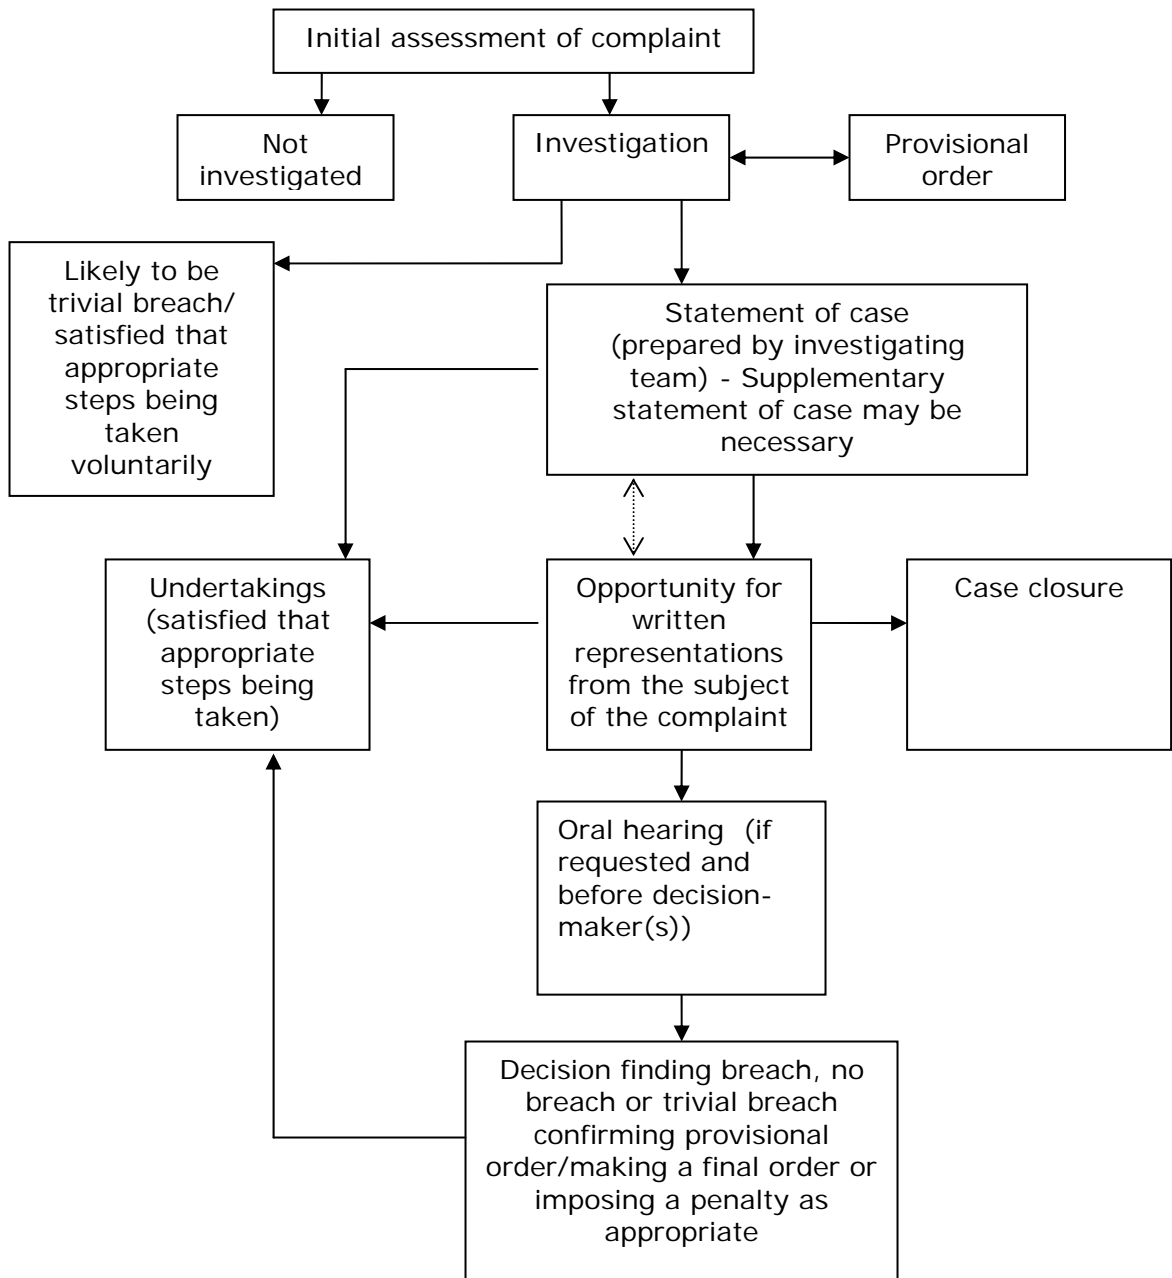 Initial assessment of complaint
Not
investigated
Investigation
Provisional
order
Likely to be
trivial breach/
satisfied that
appropriate
steps being
taken
voluntarily
Statement of case
(prepared by investigating
team) - Supplementary
statement of case may be
necessary
Undertakings
(satisfied that
appropriate
steps being
taken)
Opportunity for
written
representations
from the subject
of the complaint
Case closure
Oral hearing  (if
requested and
before decision-
maker(s))
Decision finding breach, no
breach or trivial breach
confirming provisional
order/making a final order or
imposing a penalty as
appropriate